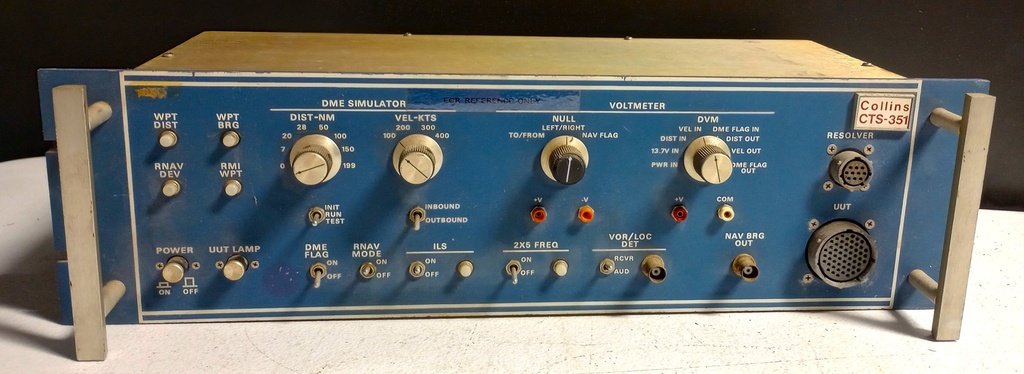 DME SIMULATOR
FOR REFERENCE ONLY
VOLTMETER
Collins
CTS-351
WPT
DIST
WPT
BRG
RNAV
DEV
RMI
WPT
DIST-NM
0
7
20
28
60
100
150
199
VEL-KTS
100
200
300
400
NULL
TO/FROM
LEFT/RIGHT
NAV FLAG
DVM
PWR IN
13.7V IN
DIST IN
VEL IN
DME FLAG IN
DIST OUT
VEL OUT
DME FLAG
OUT
RESOLVER
INIT
RUN
TEST
INBOUND
OUTBOUND
+V
-V
+V
COM
UUT
POWER
ON
OFF
UUT LAMP
DME
FLAG
ON
OFF
RNAV
MODE
ON
OFF
ILS
ON
OFF
2X5 FREQ
ON
OFF
VOR/LOC
DET
RCVR
AUD
NAV BRG
OUT